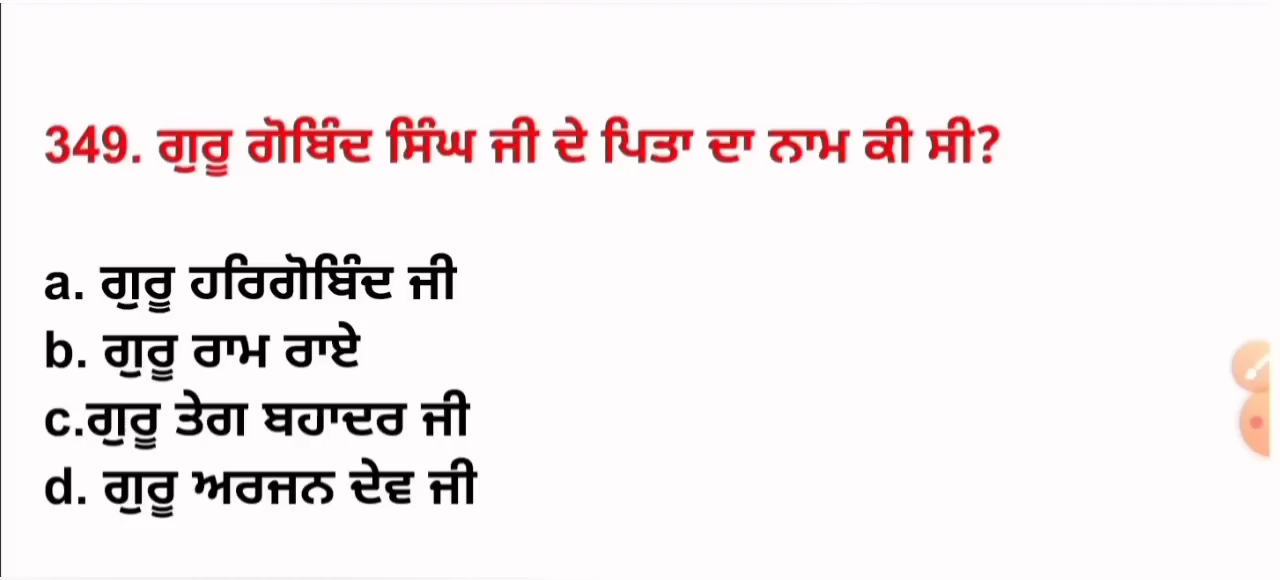 349. ਗੁਰੂ ਗੋਬਿੰਦ ਸਿੰਘ ਜੀ ਦੇ ਪਿਤਾ ਦਾ ਨਾਮ ਕੀ ਸੀ?
a. ਗੁਰੂ ਹਰਿਗੋਬਿੰਦ ਜੀ
b. ਗੁਰੂ ਰਾਮ ਰਾਏ
c.ਗੁਰੂ ਤੇਗ ਬਹਾਦਰ ਜੀ
d. ਗੁਰੂ ਅਰਜਨ ਦੇਵ ਜੀ